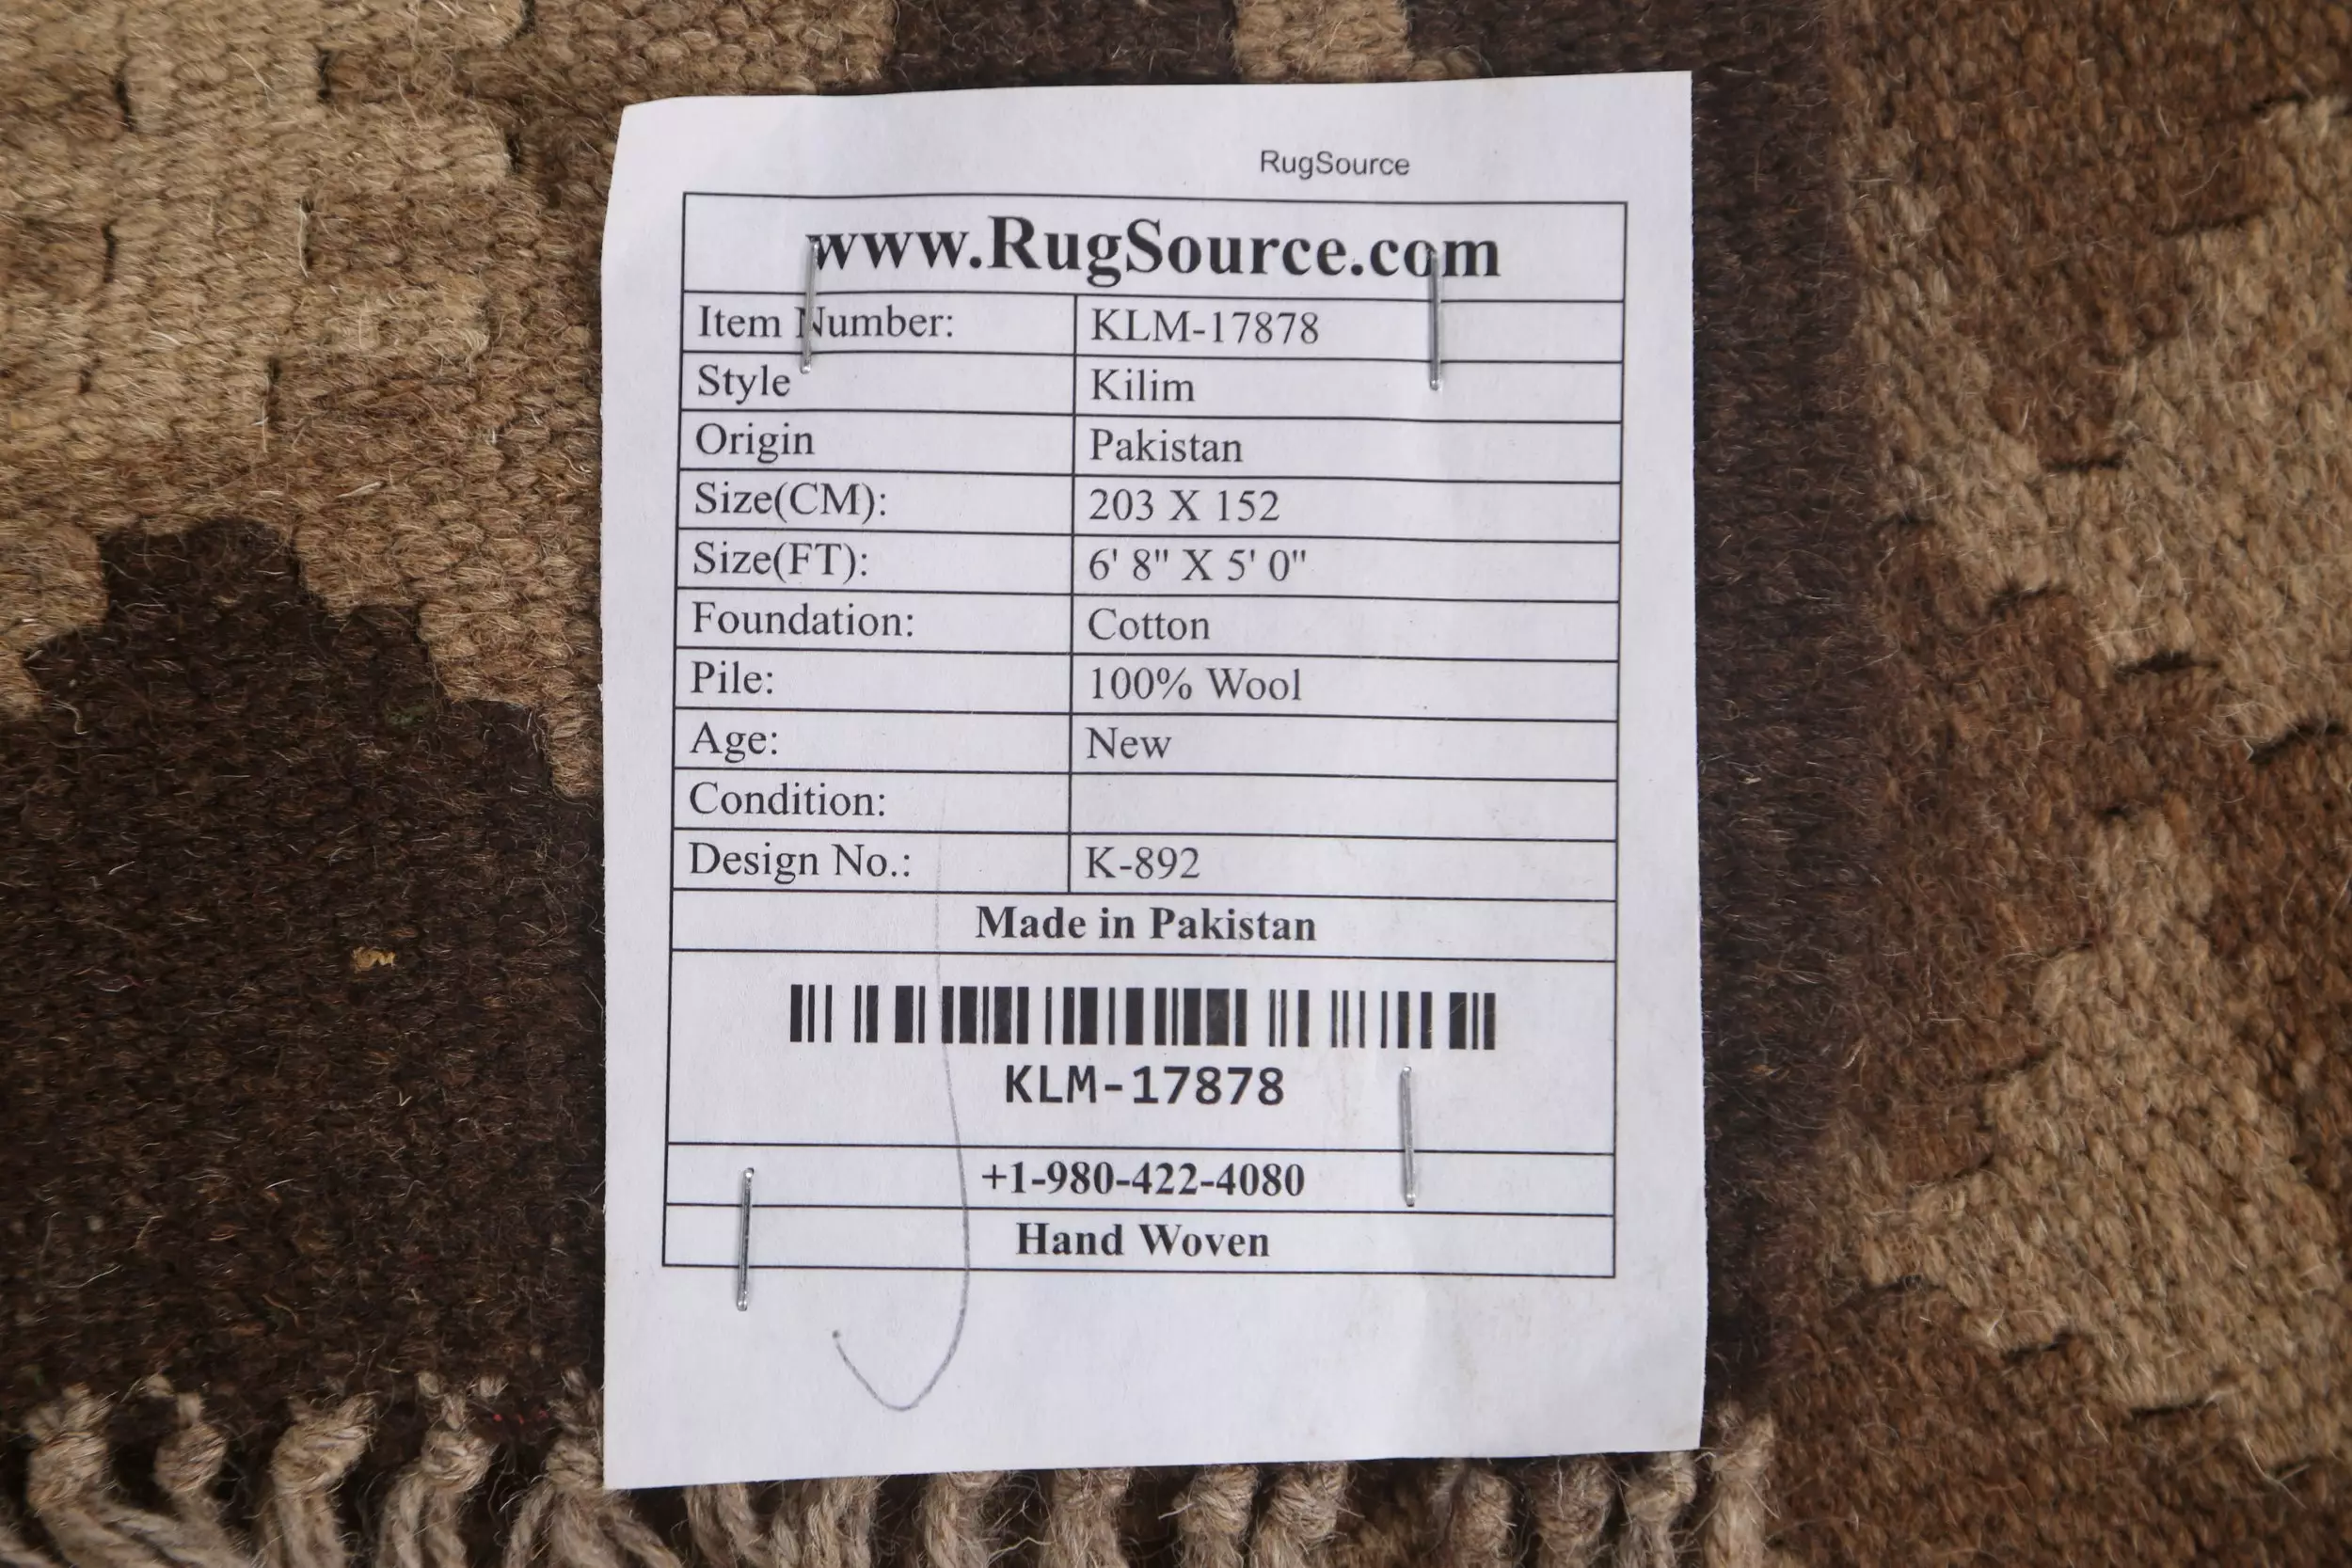 RugSource
www.RugSource.com
Item Number: KLM-17878
Style Kilim
Origin Pakistan
Size(CM): 203 X 152
Size(FT): 6' 8" X 5' 0"
Foundation: Cotton
Pile: 100% Wool
Age: New
Condition:
Design No.: K-892
Made in Pakistan
KLM-17878
+1-980-422-4080
Hand Woven